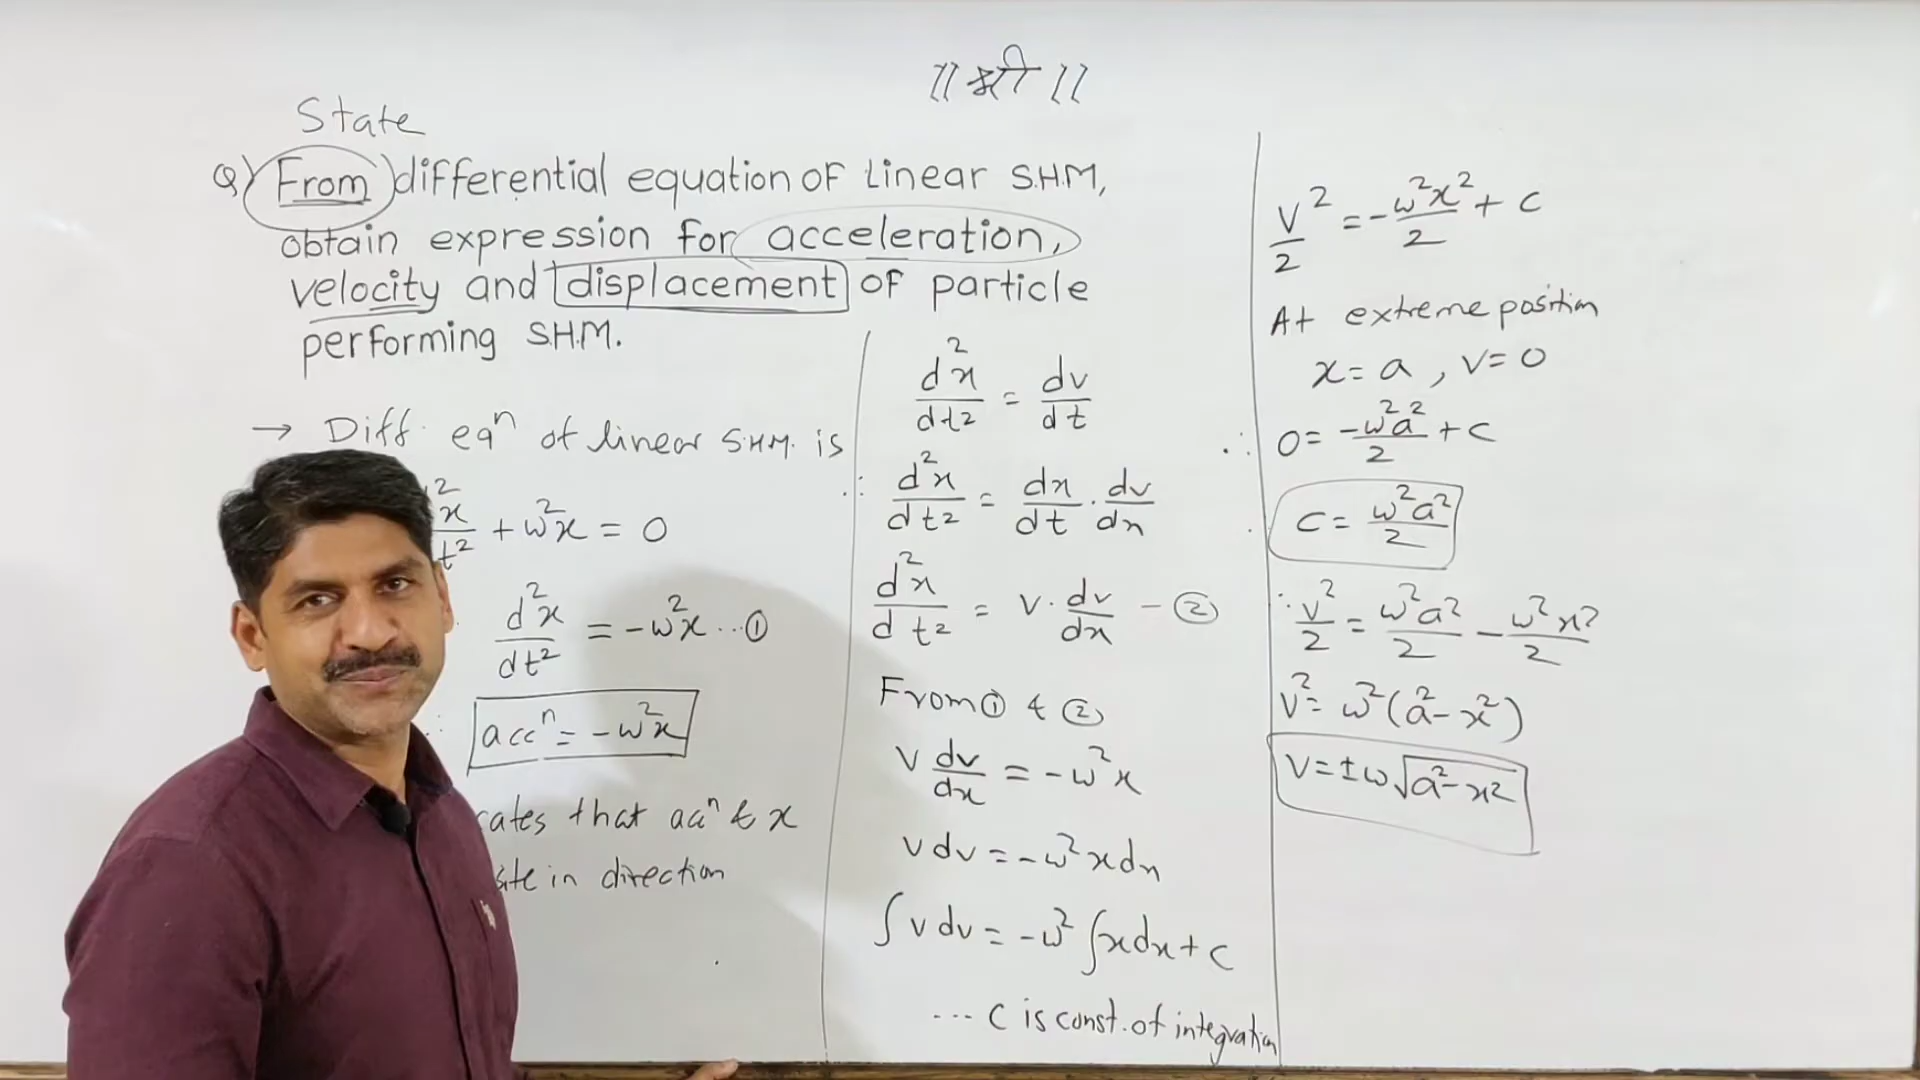 ॥ श्री ॥
State
Q) From differential equation of Linear S.H.M,
obtain expression for acceleration,
velocity and displacement of particle
performing S.H.M.
→ Diff. eqⁿ of linear S.H.M. is
+ ω²x = 0
d²x/dt² = -ω²x ...①
accⁿ = -ω²x
that accⁿ & x
in direction
d²x/dt² = dv/dt
∴ d²x/dt² = dx/dt · dv/dx
d²x/dt² = v · dv/dx - ②
From ① & ②
v dv/dx = -ω²x
v dv = -ω² x dx
∫ v dv = -ω² ∫ x dx + c
... C is const. of integration
v²/2 = -ω²x²/2 + c
At extreme position
x = a , v = 0
∴ 0 = -ω²a²/2 + c
c = ω²a²/2
∴ v²/2 = ω²a²/2 - ω²x²/2
v² = ω²(a² - x²)
v = ±ω√(a² - x²)